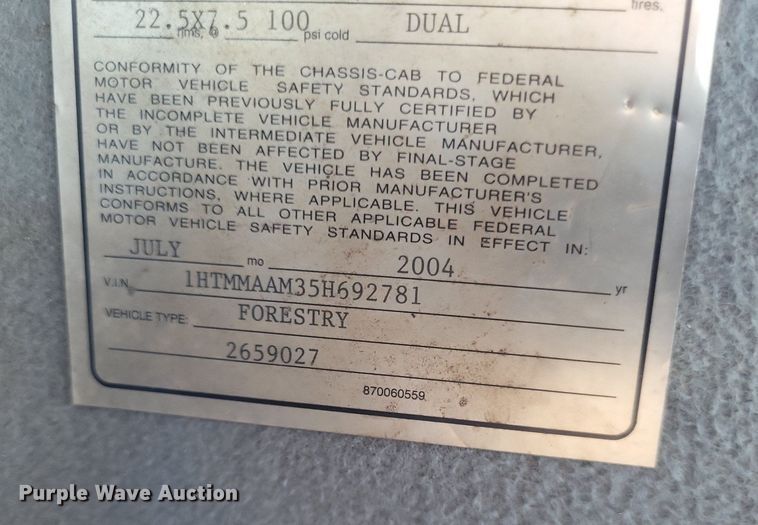 tires.
22.5X7.5 rims, @ 100 psi cold DUAL
CONFORMITY OF THE CHASSIS-CAB TO FEDERAL
MOTOR VEHICLE SAFETY STANDARDS, WHICH
HAVE BEEN PREVIOUSLY FULLY CERTIFIED BY
THE INCOMPLETE VEHICLE MANUFACTURER
OR BY THE INTERMEDIATE VEHICLE MANUFACTURER,
HAVE NOT BEEN AFFECTED BY FINAL-STAGE
MANUFACTURE. THE VEHICLE HAS BEEN COMPLETED
IN ACCORDANCE WITH PRIOR MANUFACTURER'S
INSTRUCTIONS, WHERE APPLICABLE. THIS VEHICLE
CONFORMS TO ALL OTHER APPLICABLE FEDERAL
MOTOR VEHICLE SAFETY STANDARDS IN EFFECT IN:
JULY mo 2004 yr
V.I.N. 1HTMMAAM35H692781
VEHICLE TYPE: FORESTRY
2659027
870060559
Purple Wave Auction